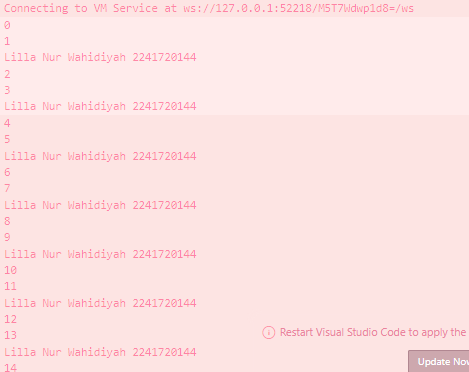 Connecting to VM Service at ws://127.0.0.1:52218/M5T7Wdwp1d8=/ws
0
1
Lilla Nur Wahidiyah 2241720144
2
3
Lilla Nur Wahidiyah 2241720144
4
5
Lilla Nur Wahidiyah 2241720144
6
7
Lilla Nur Wahidiyah 2241720144
8
9
Lilla Nur Wahidiyah 2241720144
10
11
Lilla Nur Wahidiyah 2241720144
12
13
Restart Visual Studio Code to apply the
Lilla Nur Wahidiyah 2241720144
Update Now
14